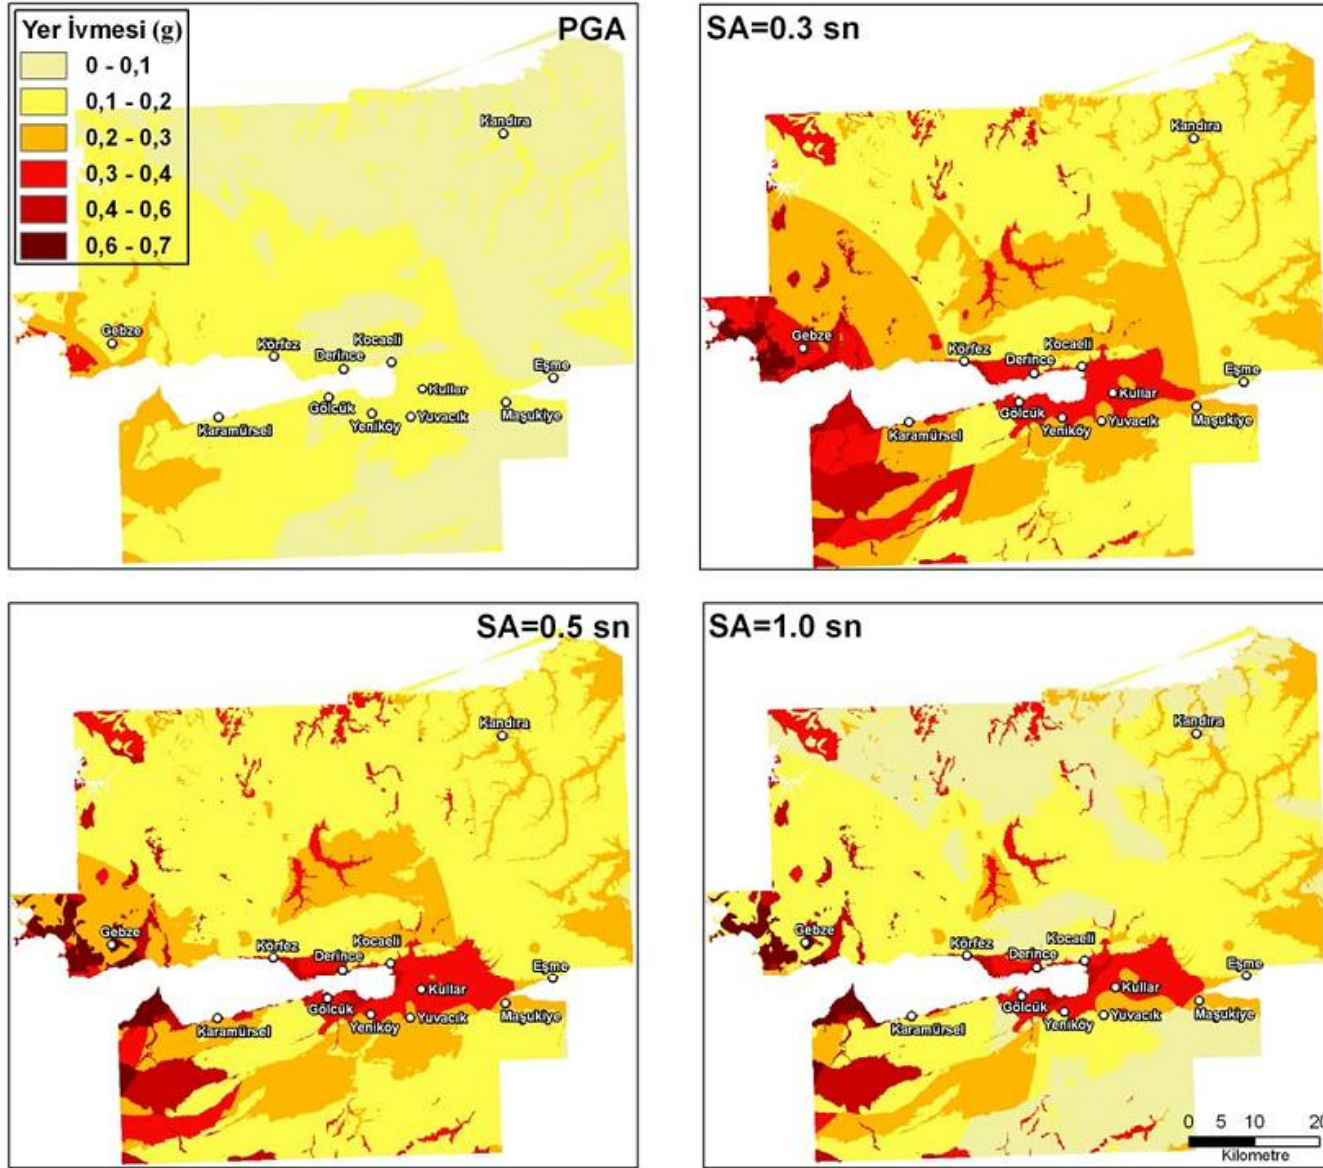 Yer İvmesi (g)
0 - 0,1
0,1 - 0,2
0,2 - 0,3
0,3 - 0,4
0,4 - 0,6
0,6 - 0,7
PGA
Kandıra
Gebze
Körfez
Derince
Kocaeli
Eşme
Kullar
Gölcük
Karamürsel
Yeniköy
Yuvacık
Maşukiye
SA=0.3 sn
Kandıra
Gebze
Körfez
Derince
Kocaeli
Eşme
Kullar
Gölcük
Karamürsel
Yeniköy
Yuvacık
Maşukiye
SA=0.5 sn
Kandıra
Gebze
Körfez
Derince
Kocaeli
Eşme
Kullar
Gölcük
Karamürsel
Yeniköy
Yuvacık
Maşukiye
SA=1.0 sn
Kandıra
Gebze
Körfez
Derince
Kocaeli
Eşme
Kullar
Gölcük
Karamürsel
Yeniköy
Yuvacık
Maşukiye
0 5 10 20
Kilometre